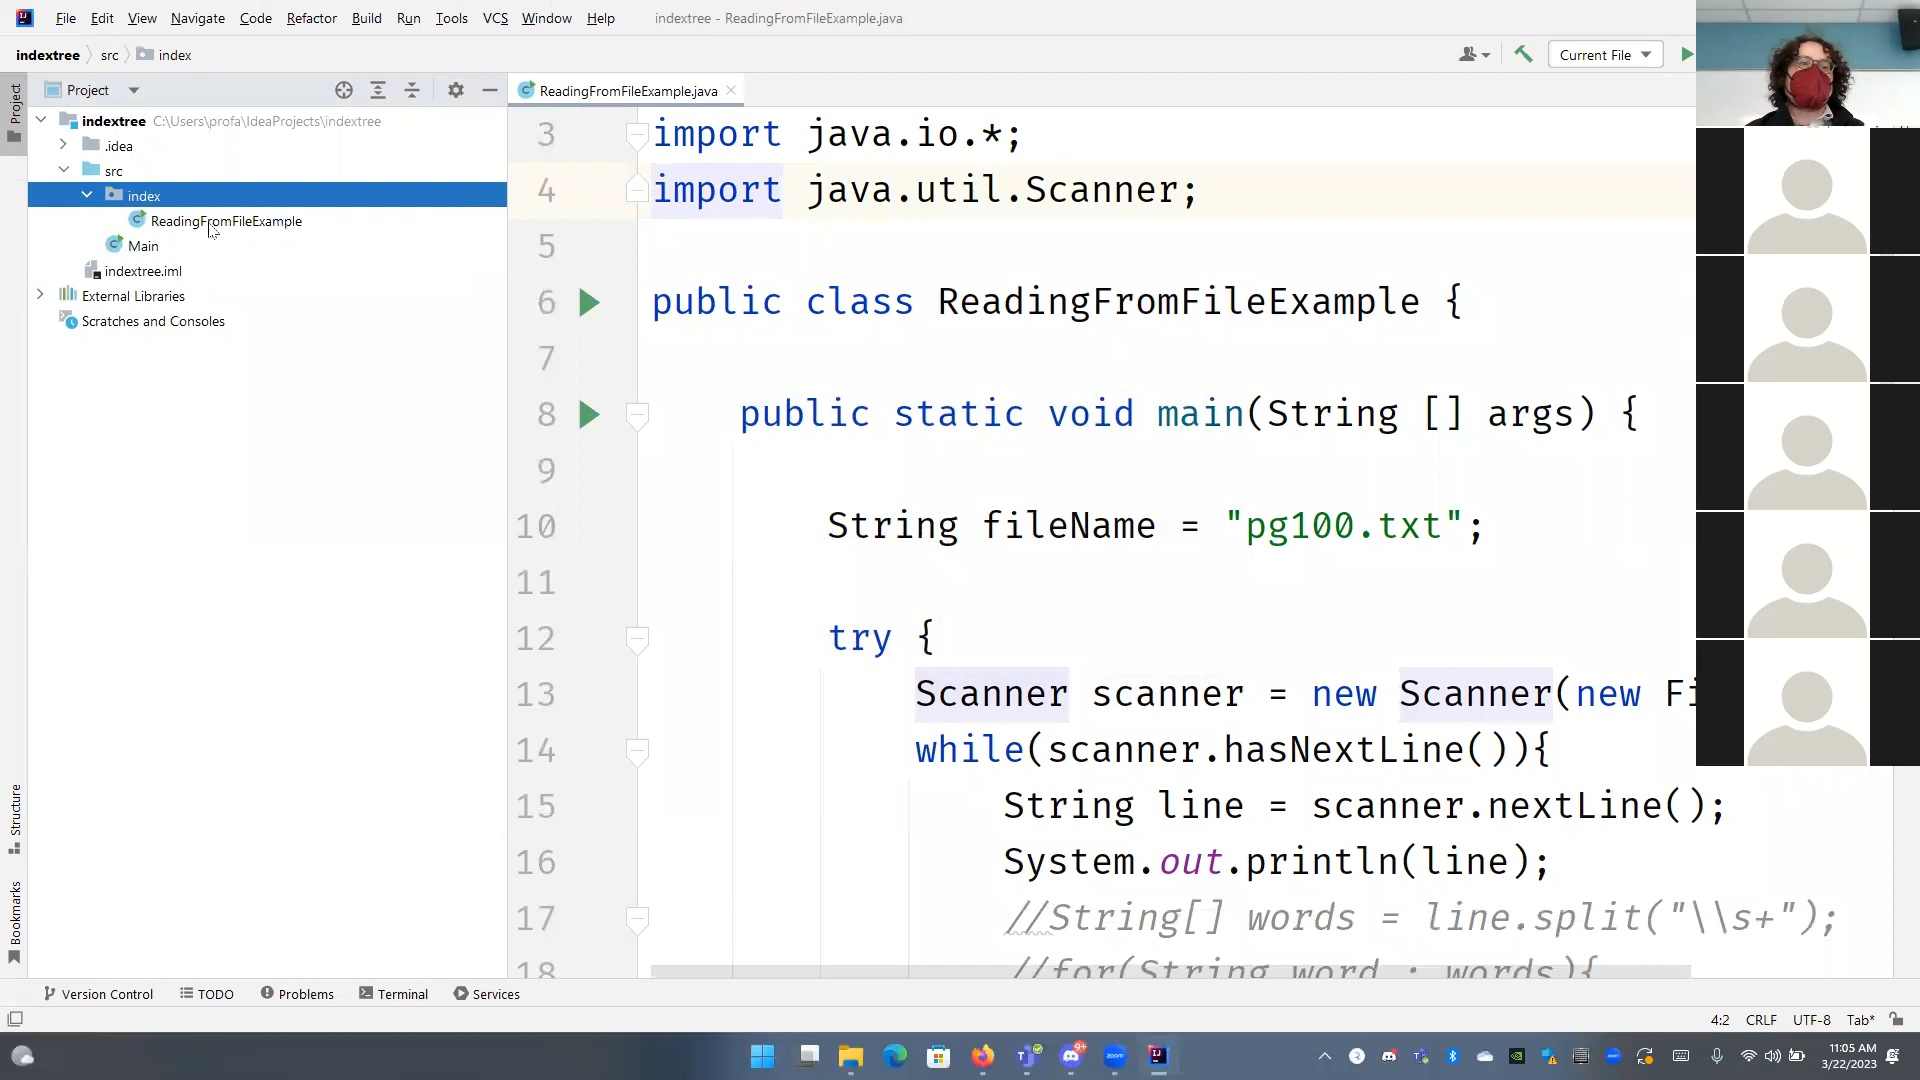 File Edit View Navigate Code Refactor Build Run Tools VCS Window Help indextree - ReadingFromFileExample.java
indextree src index
Current File
Project
Project
ReadingFromFileExample.java
indextree C:\Users\profa\IdeaProjects\indextree
.idea
src
index
ReadingFromFileExample
Main
indextree.iml
External Libraries
Scratches and Consoles
3 import java.io.*;
4 import java.util.Scanner;
5
6 public class ReadingFromFileExample {
7
8 public static void main(String [] args) {
9
10 String fileName = "pg100.txt";
11
12 try {
13 Scanner scanner = new Scanner(new Fi
14 while(scanner.hasNextLine()){
15 String line = scanner.nextLine();
16 System.out.println(line);
17 //String[] words = line.split("\\s+");
18 //for(String word : words){
Structure
Bookmarks
Version Control TODO Problems Terminal Services
4:2 CRLF UTF-8 Tab*
9+
zoom
11:05 AM
3/22/2023